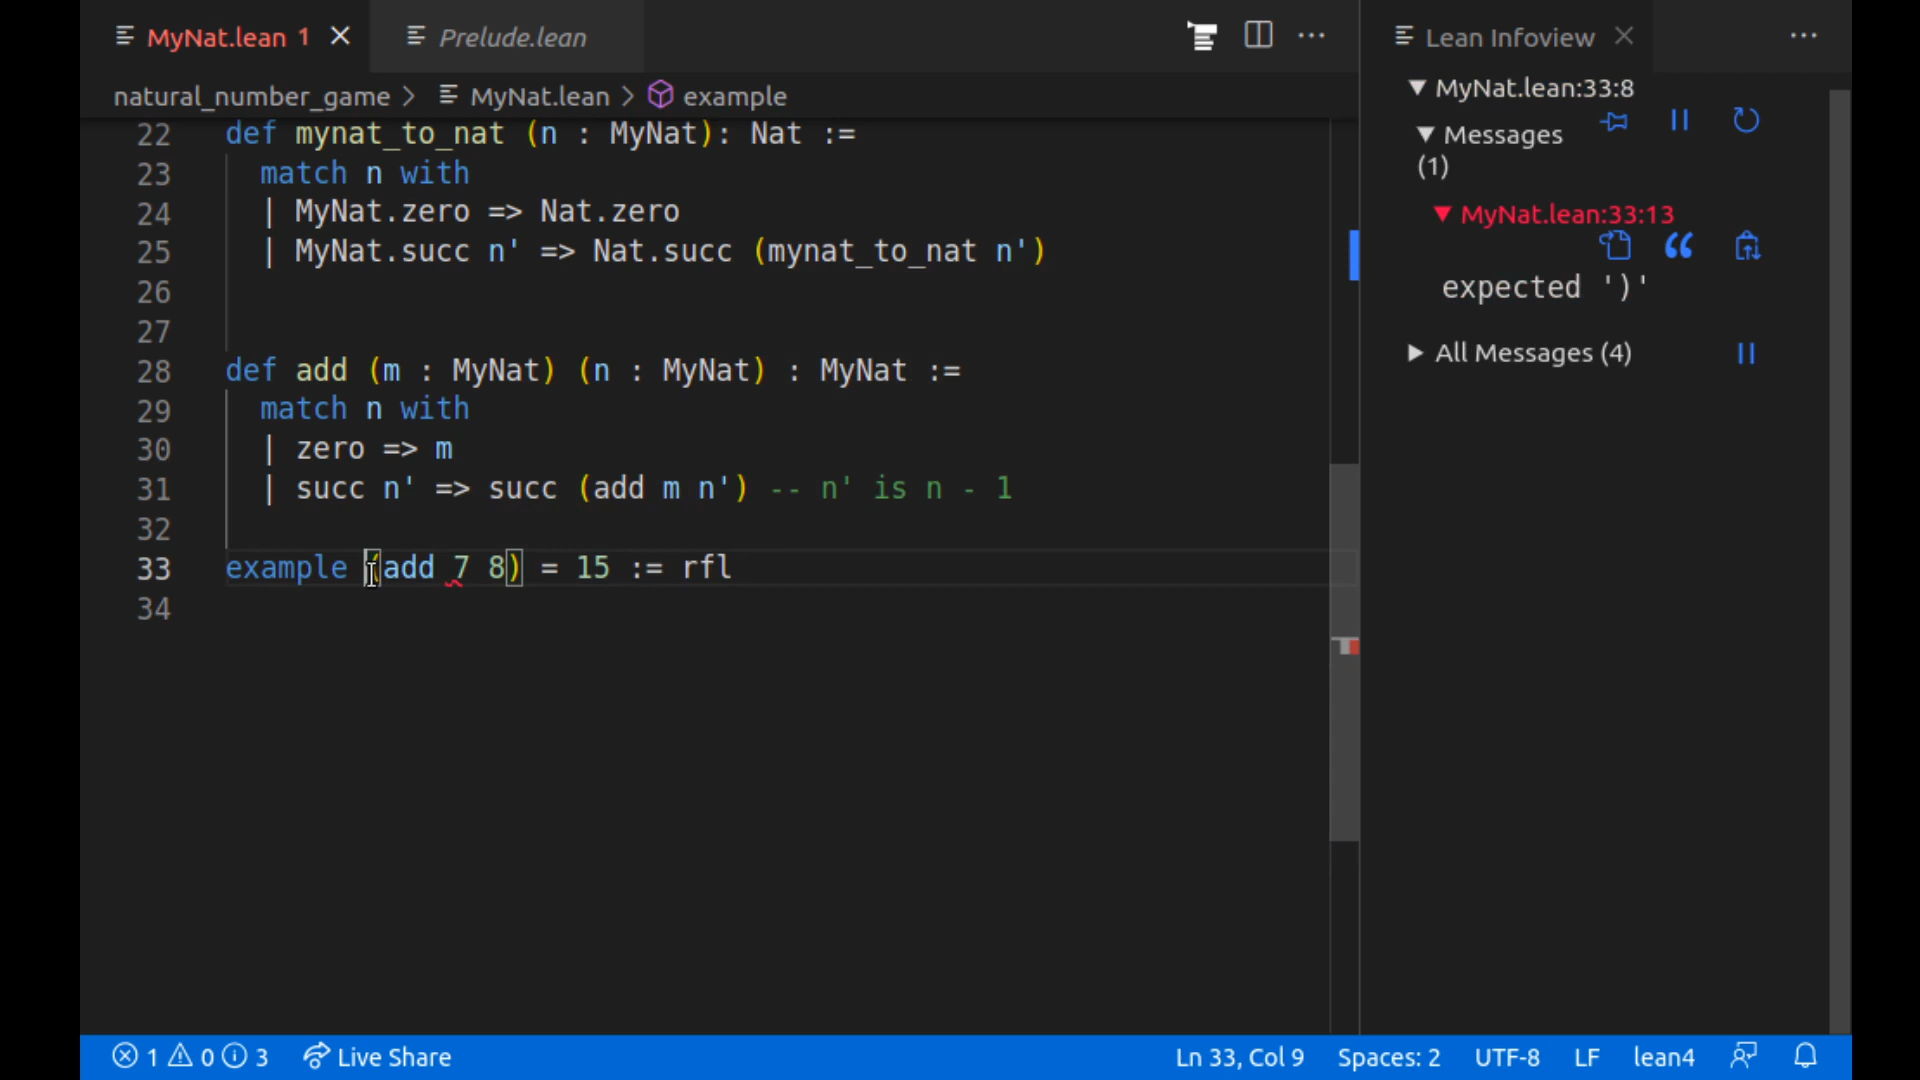 MyNat.lean 1
Prelude.lean
natural_number_game > MyNat.lean > example
22 def mynat_to_nat (n : MyNat): Nat :=
23 match n with
24 | MyNat.zero => Nat.zero
25 | MyNat.succ n' => Nat.succ (mynat_to_nat n')
26
27
28 def add (m : MyNat) (n : MyNat) : MyNat :=
29 match n with
30 | zero => m
31 | succ n' => succ (add m n') -- n' is n - 1
32
33 example (add 7 8) = 15 := rfl
34
Lean Infoview
MyNat.lean:33:8
Messages
(1)
MyNat.lean:33:13
expected ')'
All Messages (4)
1 0 3 Live Share
Ln 33, Col 9 Spaces: 2 UTF-8 LF lean4